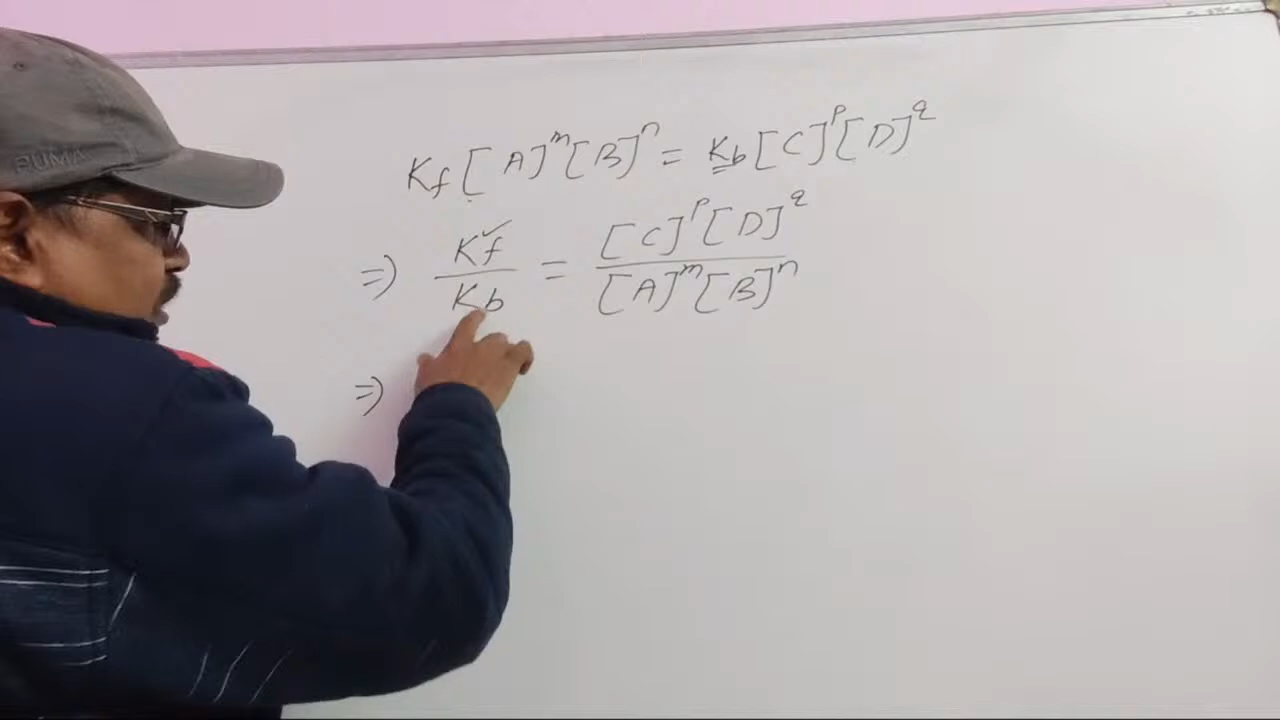 PUMA
Kf [A]^m [B]^n = Kb [C]^p [D]^q
=) Kf✓ / Kb = [C]^p [D]^q / [A]^m [B]^n
=)